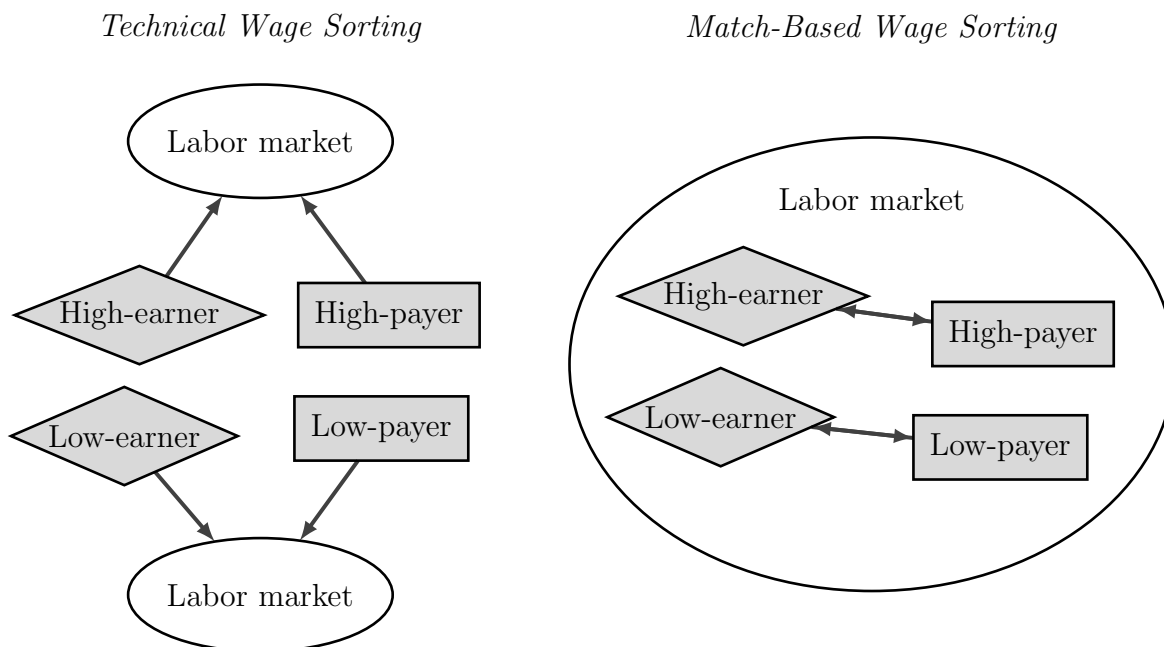 Technical Wage Sorting
Labor market
High-earner
High-payer
Low-earner
Low-payer
Labor market
Match-Based Wage Sorting
Labor market
High-earner
High-payer
Low-earner
Low-payer